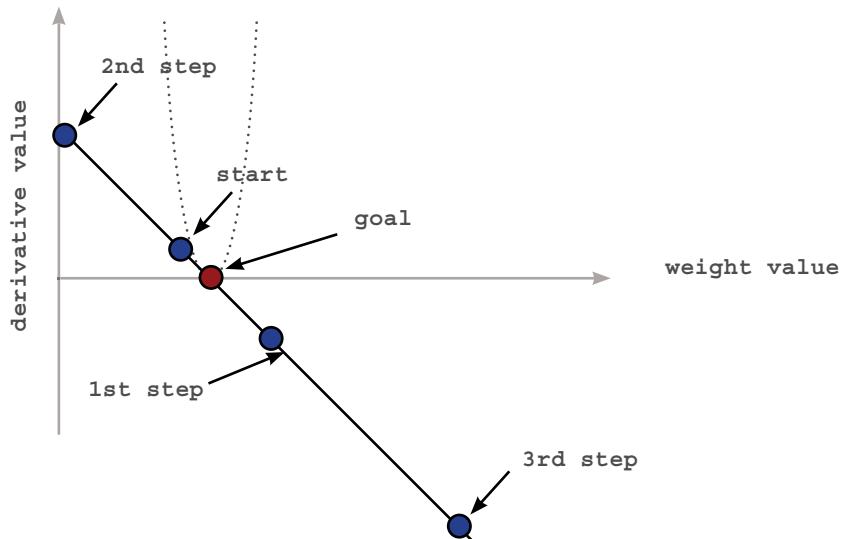 2nd step
derivative value
start
goal
weight value
1st step
3rd step